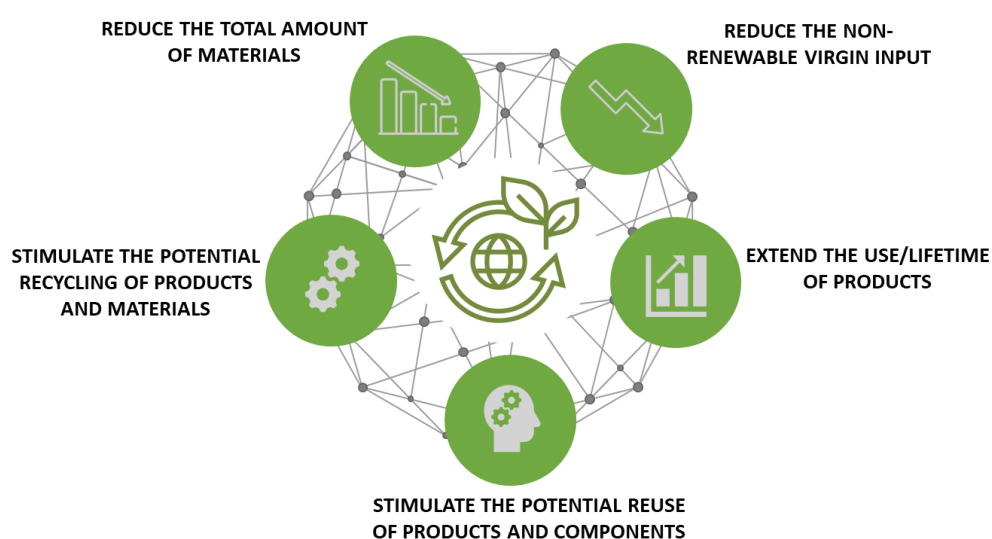 REDUCE THE TOTAL AMOUNT
OF MATERIALS
REDUCE THE NON-
RENEWABLE VIRGIN INPUT
STIMULATE THE POTENTIAL
RECYCLING OF PRODUCTS
AND MATERIALS
EXTEND THE USE/LIFETIME
OF PRODUCTS
STIMULATE THE POTENTIAL REUSE
OF PRODUCTS AND COMPONENTS